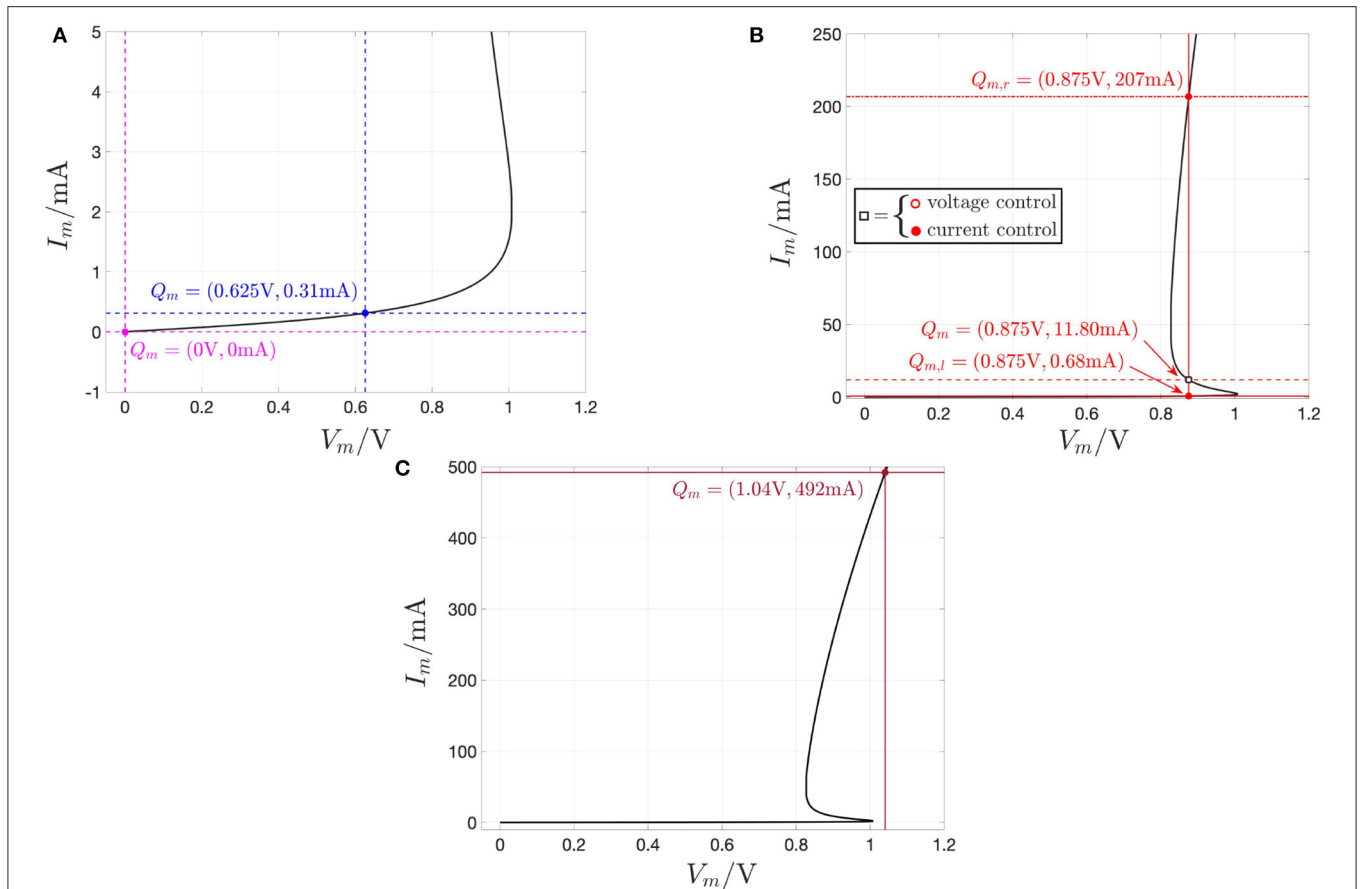 A
5
4
3
2
1
0
-1
I_m/mA
Q_m = (0.625V, 0.31mA)
Q_m = (0V, 0mA)
0 0.2 0.4 0.6 0.8 1 1.2
V_m/V
B
250
200
150
100
50
0
I_m/mA
Q_{m,r} = (0.875V, 207mA)
□ = { ○ voltage control
● current control
Q_m = (0.875V, 11.80mA)
Q_{m,l} = (0.875V, 0.68mA)
0 0.2 0.4 0.6 0.8 1 1.2
V_m/V
C
500
400
300
200
100
0
I_m/mA
Q_m = (1.04V, 492mA)
0 0.2 0.4 0.6 0.8 1 1.2
V_m/V